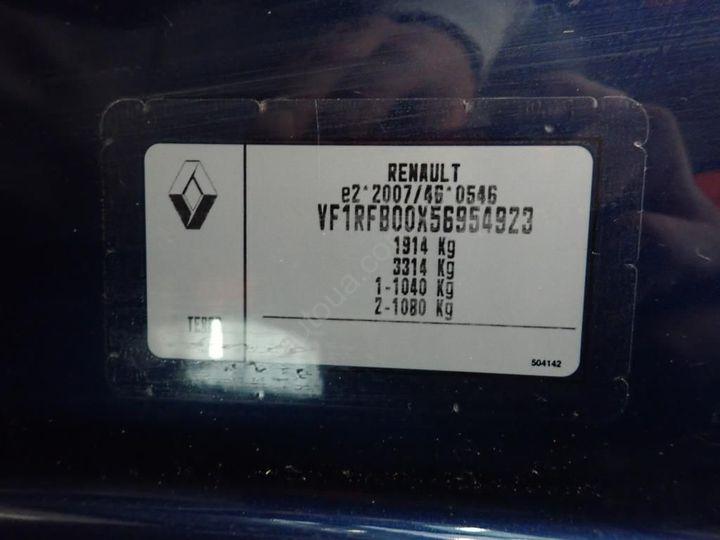 RENAULT
e2*2007/46*0546
VF1RFB00X56954923
1914 Kg
3314 Kg
1-1040 Kg
2-1080 Kg
504142